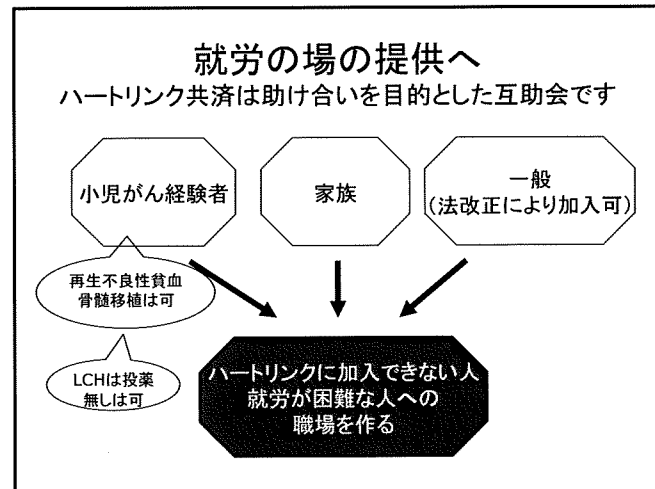 就労の場の提供へ
ハートリンク共済は助け合いを目的とした互助会です
小児がん経験者
家族
一般
（法改正により加入可）
再生不良性貧血
骨髄移植は可
LCHは投薬
無しは可
ハートリンクに加入できない人
就労が困難な人への
職場を作る